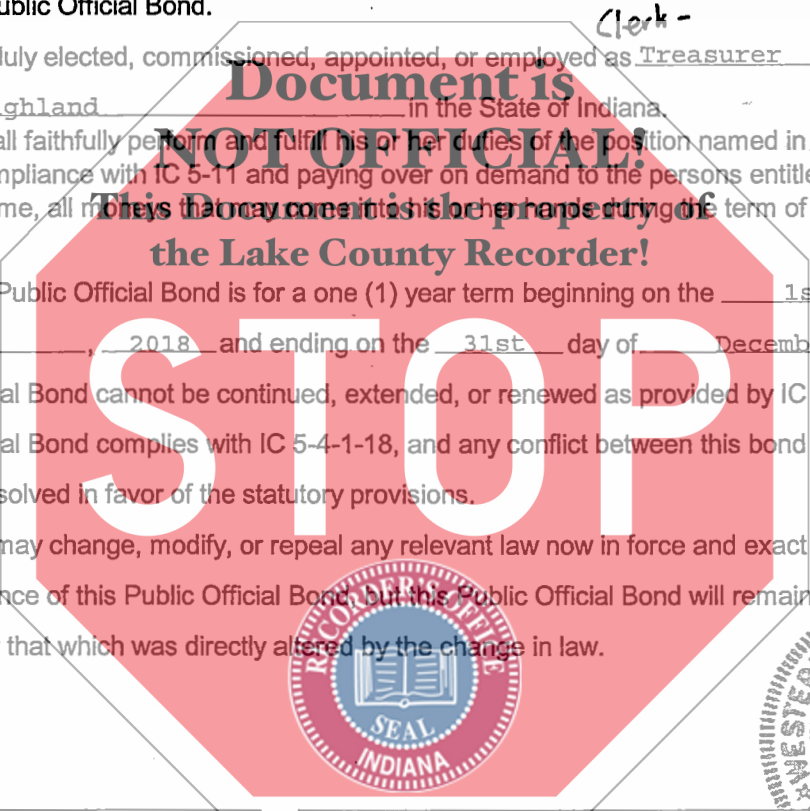 ublic Official Bond.
Clerk -
duly elected, commissioned, appointed, or employed as Treasurer
ghland in the State of Indiana.
all faithfully perform and fulfill his or her duties of the position named in
mpliance with IC 5-11 and paying over on demand to the persons entitle
me, all moneys that may come into his or her hands during the term of
Document is
NOT OFFICIAL!
This Document is the property of
the Lake County Recorder!
Public Official Bond is for a one (1) year term beginning on the 1s
, 2018 and ending on the 31st day of Decemb
al Bond cannot be continued, extended, or renewed as provided by IC
al Bond complies with IC 5-4-1-18, and any conflict between this bond
solved in favor of the statutory provisions.
may change, modify, or repeal any relevant law now in force and exact
nce of this Public Official Bond, but this Public Official Bond will remain
that which was directly altered by the change in law.
STOP
RECORDER'S OFFICE
SEAL
INDIANA
WESTER